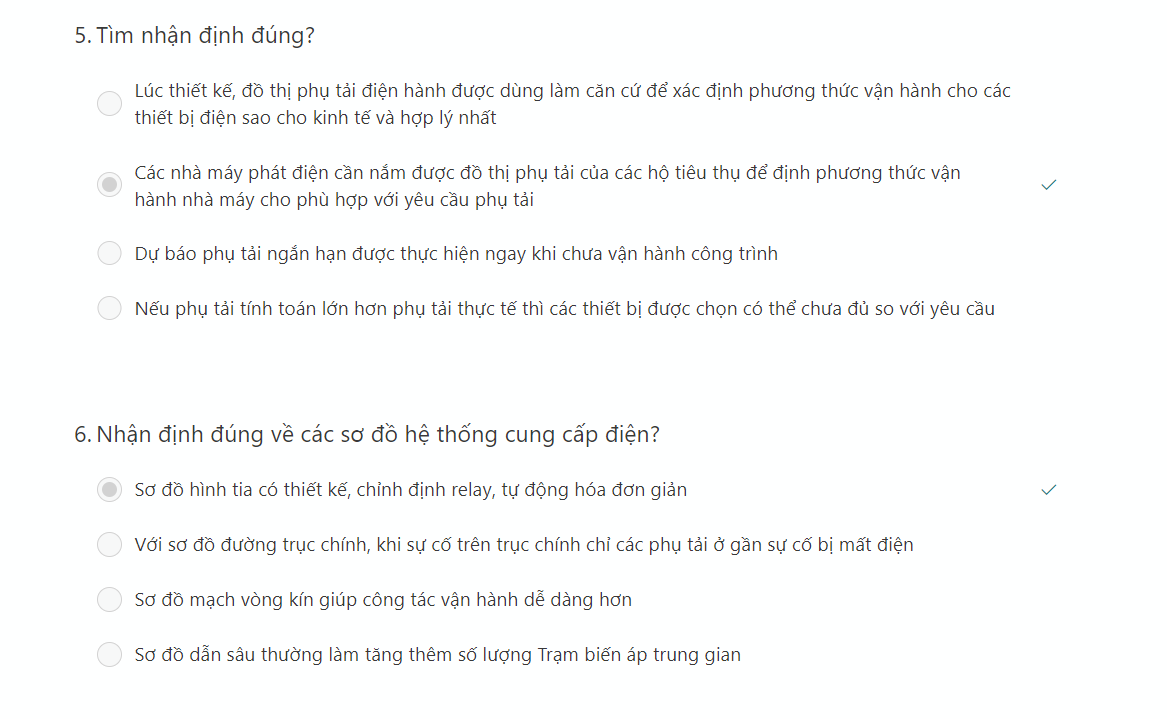 5. Tìm nhận định đúng?
Lúc thiết kế, đồ thị phụ tải điện hành được dùng làm căn cứ để xác định phương thức vận hành cho các
thiết bị điện sao cho kinh tế và hợp lý nhất
Các nhà máy phát điện cần nắm được đồ thị phụ tải của các hộ tiêu thụ để định phương thức vận
hành nhà máy cho phù hợp với yêu cầu phụ tải
Dự báo phụ tải ngắn hạn được thực hiện ngay khi chưa vận hành công trình
Nếu phụ tải tính toán lớn hơn phụ tải thực tế thì các thiết bị được chọn có thể chưa đủ so với yêu cầu
6. Nhận định đúng về các sơ đồ hệ thống cung cấp điện?
Sơ đồ hình tia có thiết kế, chỉnh định relay, tự động hóa đơn giản
Với sơ đồ đường trục chính, khi sự cố trên trục chính chỉ các phụ tải ở gần sự cố bị mất điện
Sơ đồ mạch vòng kín giúp công tác vận hành dễ dàng hơn
Sơ đồ dẫn sâu thường làm tăng thêm số lượng Trạm biến áp trung gian